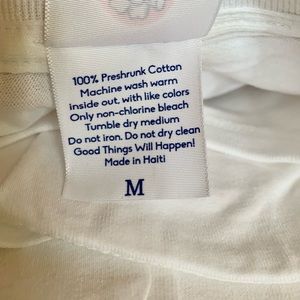 100% Preshrunk Cotton
Machine wash warm
inside out, with like colors
Only non-chlorine bleach
Tumble dry medium
Do not iron. Do not dry clean
Good Things Will Happen!
Made in Haiti
M